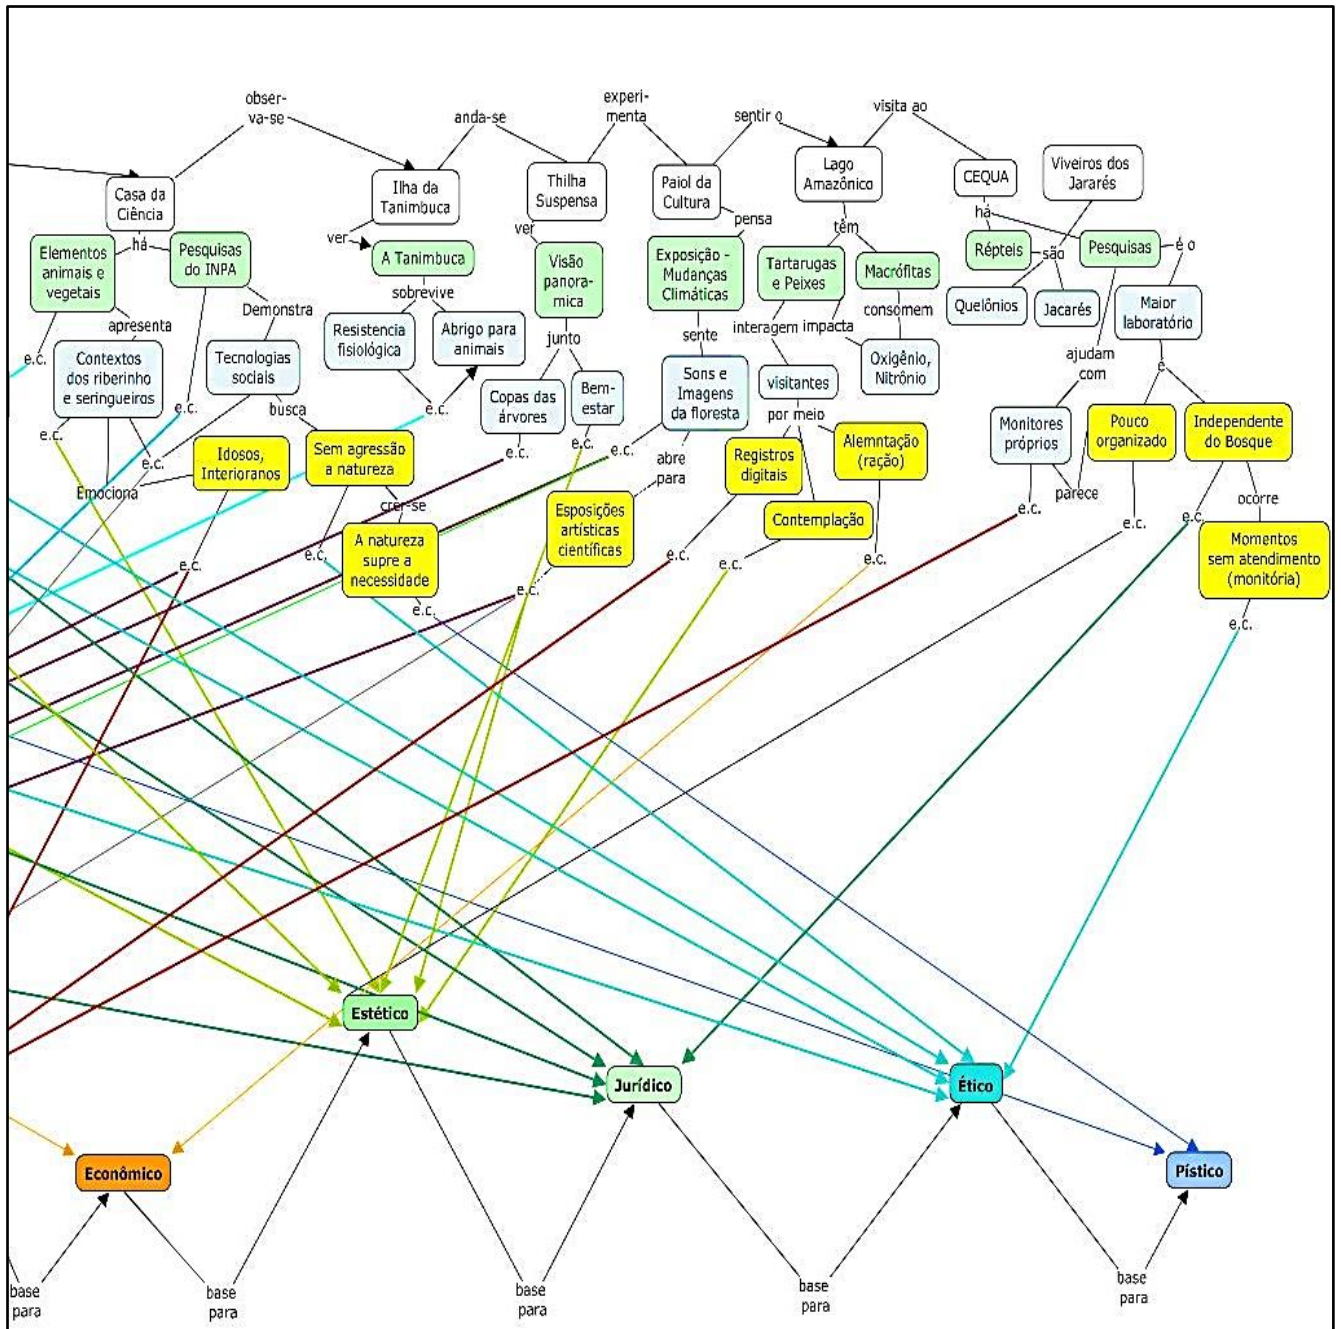 obser-
va-se
anda-se
experi-
menta
sentir o
visita ao
Casa da
Ciência
Ilha da
Tanimbuca
Thilha
Suspensa
Paiol da
Cultura
Lago
Amazônico
CEQUA
Viveiros dos
Jararés
há
ver
ver
pensa
têm
há
são
é o
Elementos
animais e
vegetais
Pesquisas
do INPA
A Tanimbuca
Visão
panora-
mica
Exposição -
Mudanças
Climáticas
Tartarugas
e Peixes
Macrófitas
Répteis
Pesquisas
apresenta
Demonstra
sobrevive
junto
sente
interagem
impacta
consomem
Quelônios
Jacarés
Maior
laboratório
e.c.
Contextos
dos riberinho
e seringueiros
Tecnologias
sociais
Resistencia
fisiológica
Abrigo para
animais
Copas das
árvores
Bem-
estar
Sons e
Imagens
da floresta
visitantes
Oxigênio,
Nitrônio
ajudam
com
é
e.c.
e.c.
busca
e.c.
por meio
Monitores
próprios
Pouco
organizado
Independente
do Bosque
e.c.
Emociona
Idosos,
Interioranos
Sem agressão
a natureza
e.c.
e.c.
e.c.
abre
para
Registros
digitais
Alemntação
(ração)
Contemplação
parece
ocorre
crer-se
A natureza
supre a
necessidade
Esposições
artísticas
científicas
e.c.
e.c.
e.c.
Momentos
sem atendimento
(monitória)
e.c.
e.c.
e.c.
e.c.
e.c.
e.c.
e.c.
e.c.
Estético
Jurídico
Ético
Econômico
Pístico
base
para
base
para
base
para
base
para
base
para